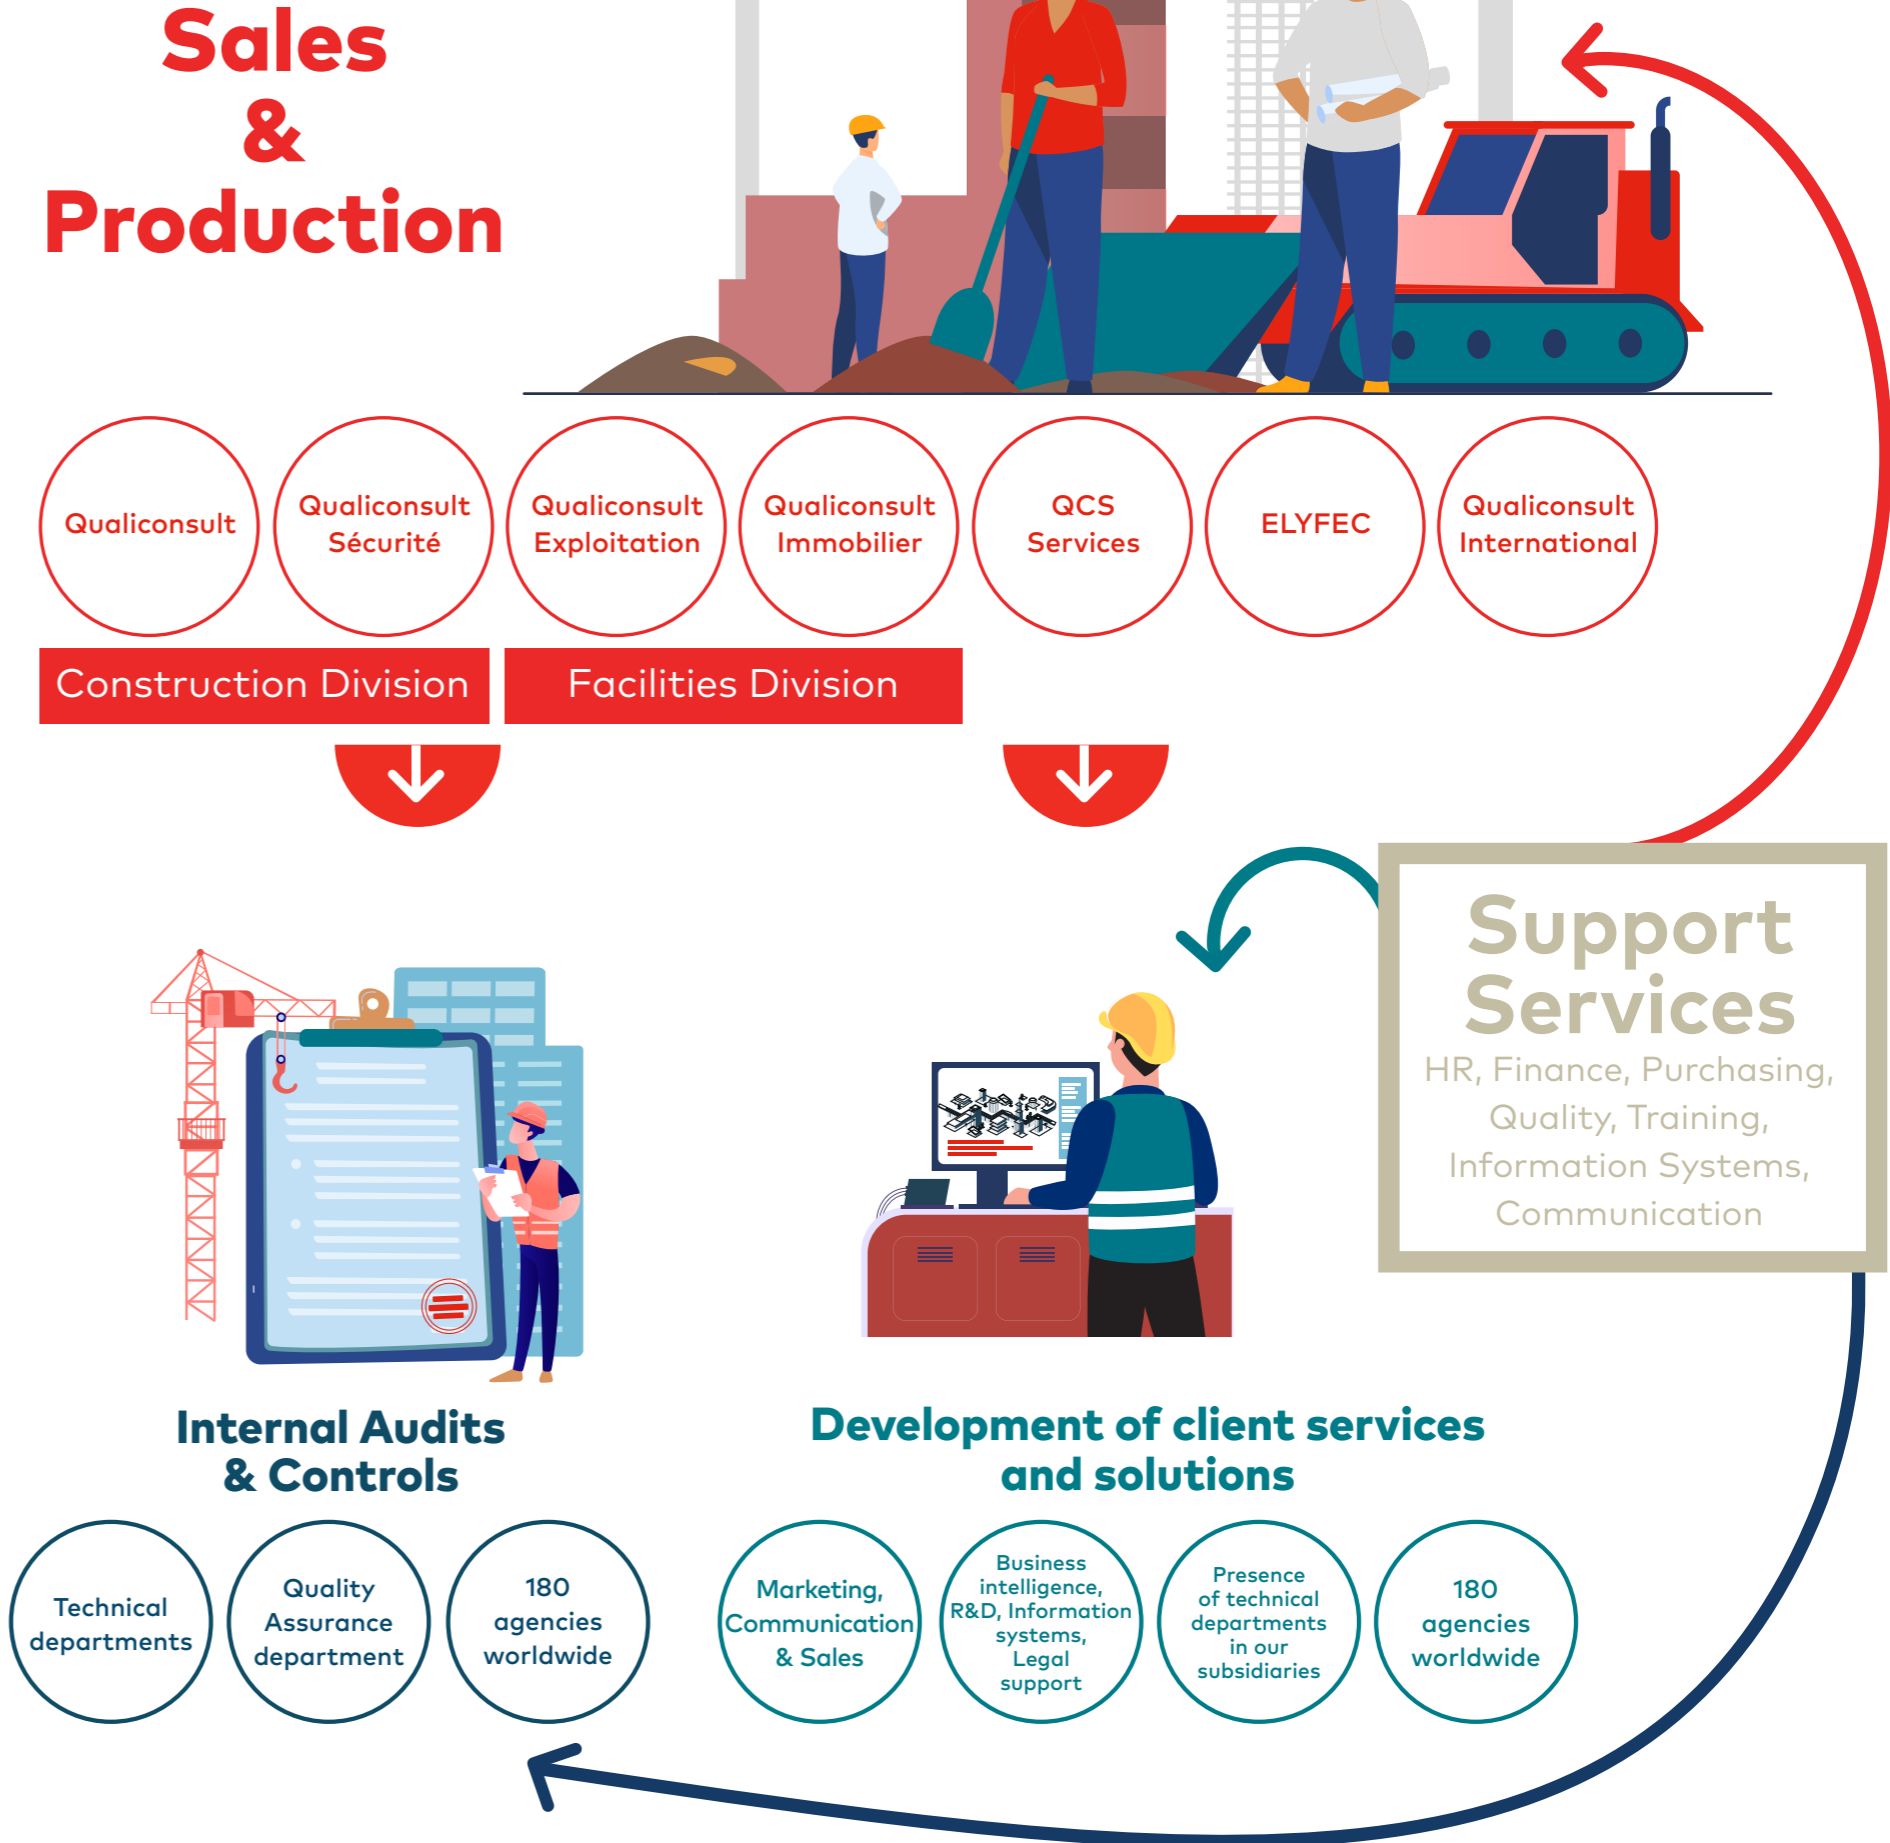 Sales
&
Production
Qualiconsult
Qualiconsult
Sécurité
Qualiconsult
Exploitation
Qualiconsult
Immobilier
QCS
Services
ELYFEC
Qualiconsult
International
Construction Division
Facilities Division
Support
Services
HR, Finance, Purchasing,
Quality, Training,
Information Systems,
Communication
Internal Audits
& Controls
Technical
departments
Quality
Assurance
department
180
agencies
worldwide
Development of client services
and solutions
Marketing,
Communication
& Sales
Business
intelligence,
R&D, Information
systems,
Legal
support
Presence
of technical
departments
in our
subsidiaries
180
agencies
worldwide